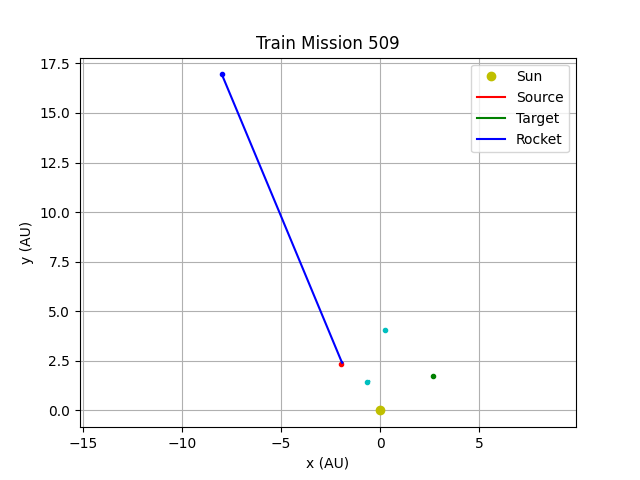 Train Mission 509
17.5
15.0
12.5
10.0
7.5
5.0
2.5
0.0
y (AU)
−15
−10
−5
0
5
x (AU)
Sun
Source
Target
Rocket